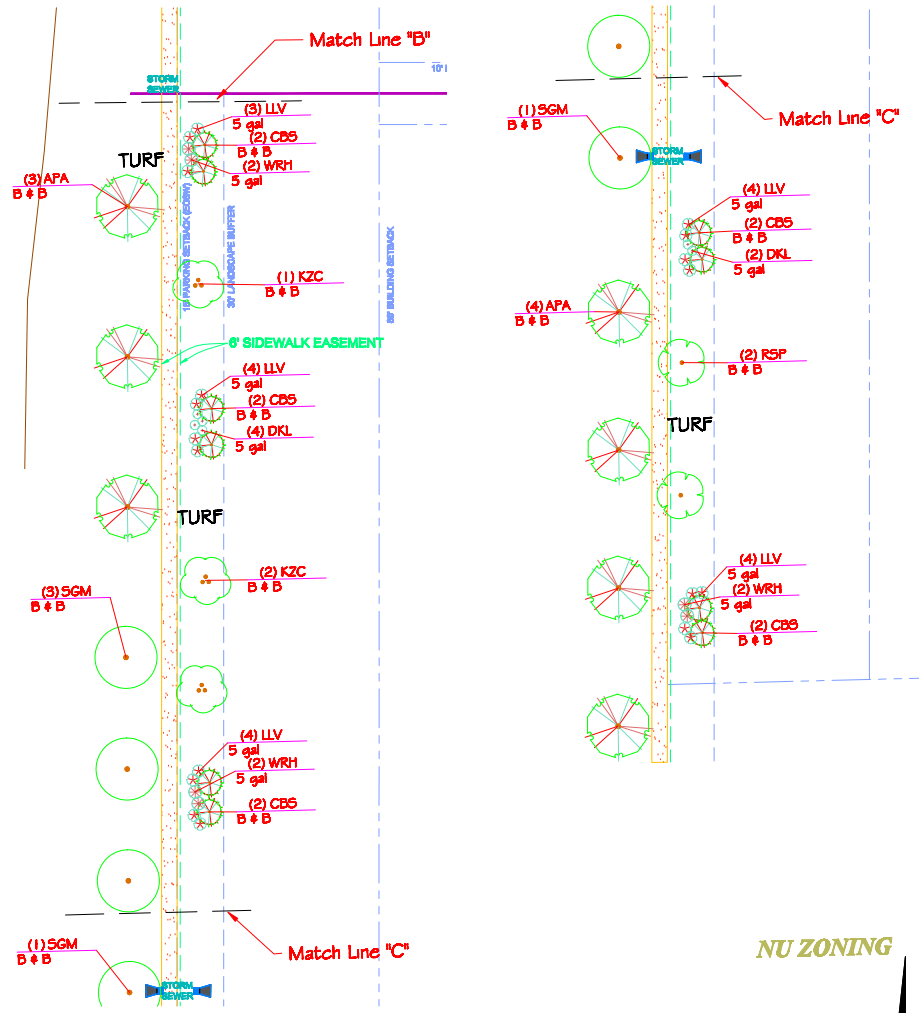 Match Line "B"
10' I
STORM
SEWER
(3) LLV
5 gal
(2) CBS
B & B
(2) WRH
5 gal
TURF
(3) APA
B & B
15' PARKING SETBACK (EOSW)
30' LANDSCAPE BUFFER
(1) KZC
B & B
6' SIDEWALK EASEMENT
(4) LLV
5 gal
(2) CBS
B & B
(4) DKL
5 gal
TURF
(2) KZC
B & B
(3) SGM
B & B
(4) LLV
5 gal
(2) WRH
5 gal
(2) CBS
B & B
Match Line "C"
(1) SGM
B & B
STORM
SEWER
(1) SGM
B & B
Match Line "C"
STORM
SEWER
(4) LLV
5 gal
(2) CBS
B & B
(2) DKL
5 gal
(4) APA
B & B
(2) RSP
B & B
TURF
(4) LLV
5 gal
(2) WRH
5 gal
(2) CBS
B & B
NU ZONING